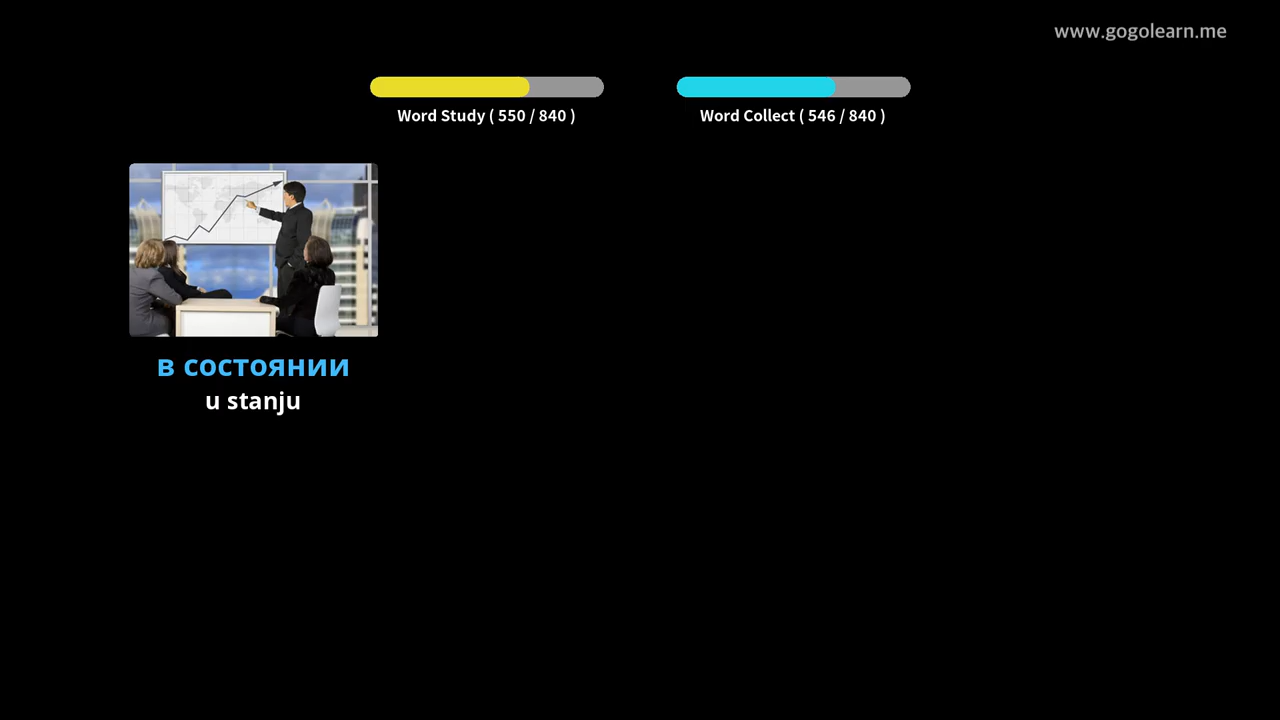 www.gogolearn.me
Word Study ( 550 / 840 )
Word Collect ( 546 / 840 )
в состоянии
u stanju